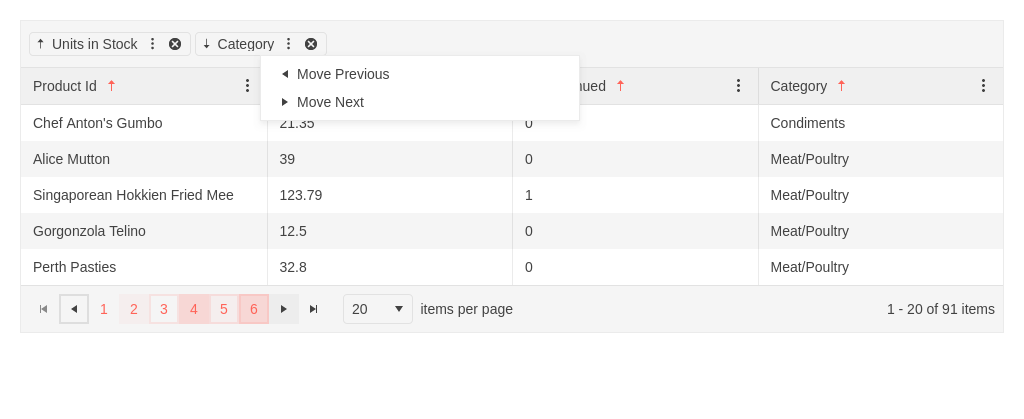 Units in Stock Category
Move Previous
Move Next
Product Id Category
Chef Anton's Gumbo 21.35 0 Condiments
Alice Mutton 39 0 Meat/Poultry
Singaporean Hokkien Fried Mee 123.79 1 Meat/Poultry
Gorgonzola Telino 12.5 0 Meat/Poultry
Perth Pasties 32.8 0 Meat/Poultry
1 2 3 4 5 6 20 items per page 1 - 20 of 91 items